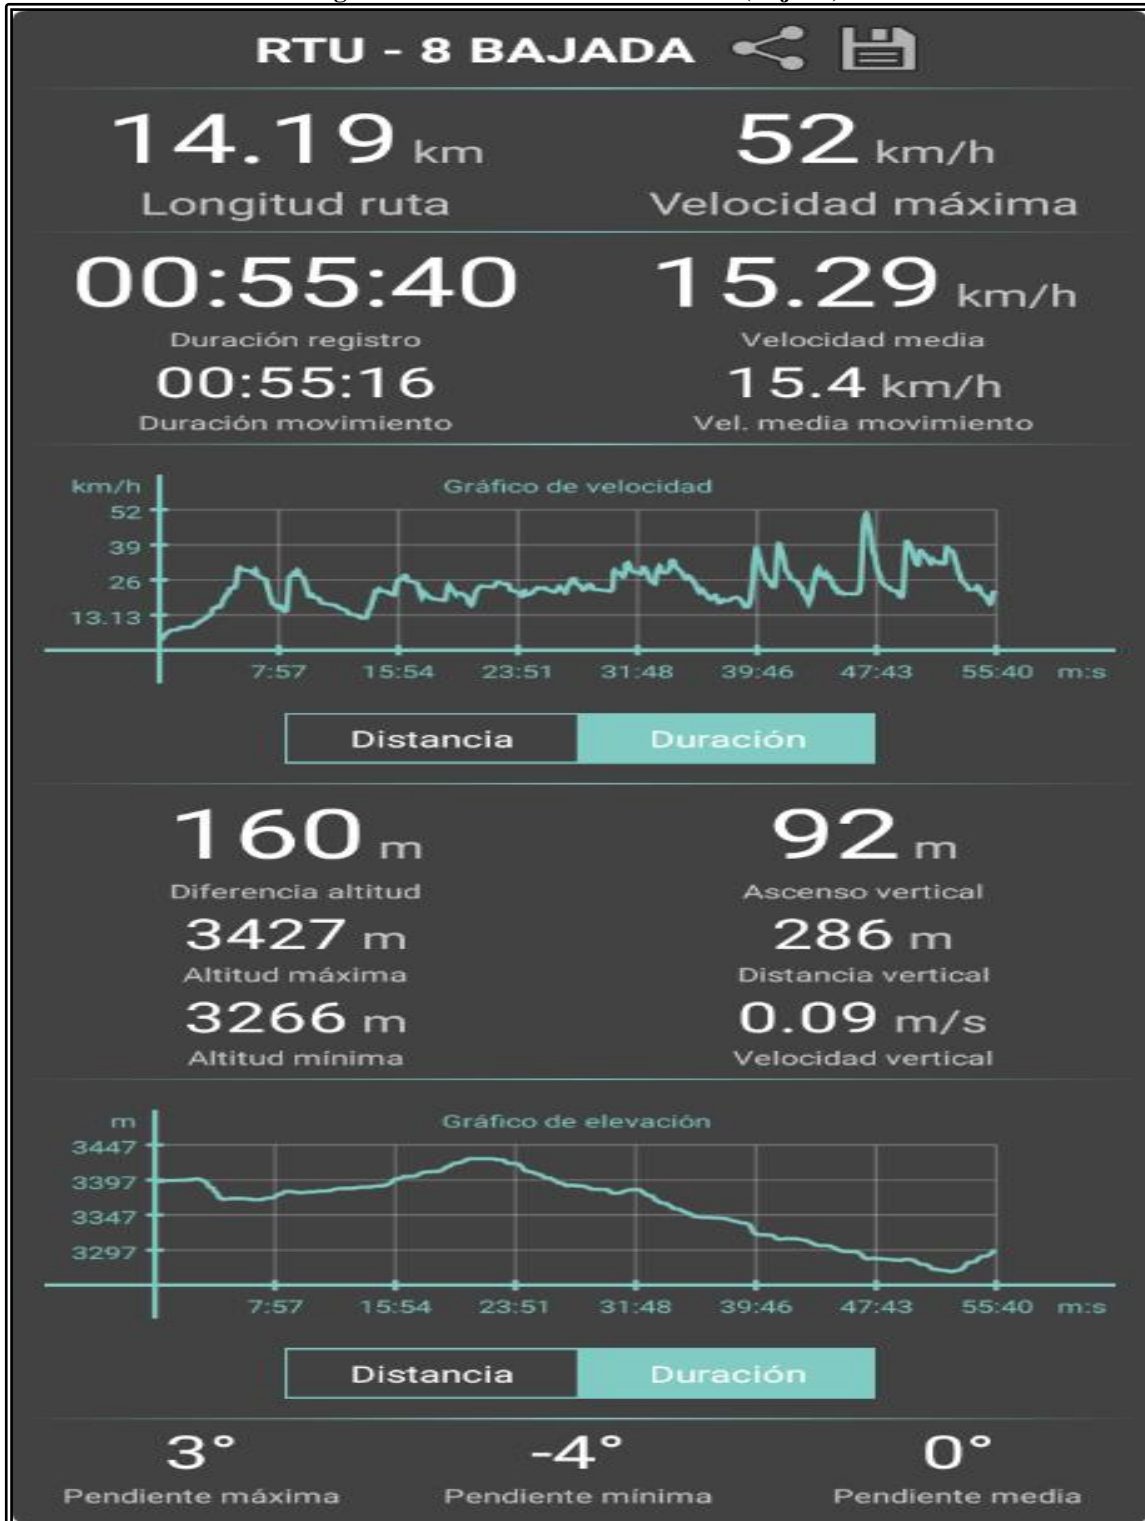 RTU - 8 BAJADA
14.19 km 52 km/h
Longitud ruta Velocidad máxima
00:55:40 15.29 km/h
Duración registro Velocidad media
00:55:16 15.4 km/h
Duración movimiento Vel. media movimiento
km/h Gráfico de velocidad
52
39
26
13.13
7:57 15:54 23:51 31:48 39:46 47:43 55:40 m:s
Distancia Duración
160 m 92 m
Diferencia altitud Ascenso vertical
3427 m 286 m
Altitud máxima Distancia vertical
3266 m 0.09 m/s
Altitud mínima Velocidad vertical
m Gráfico de elevación
3447
3397
3347
3297
7:57 15:54 23:51 31:48 39:46 47:43 55:40 m:s
Distancia Duración
3° -4° 0°
Pendiente máxima Pendiente mínima Pendiente media